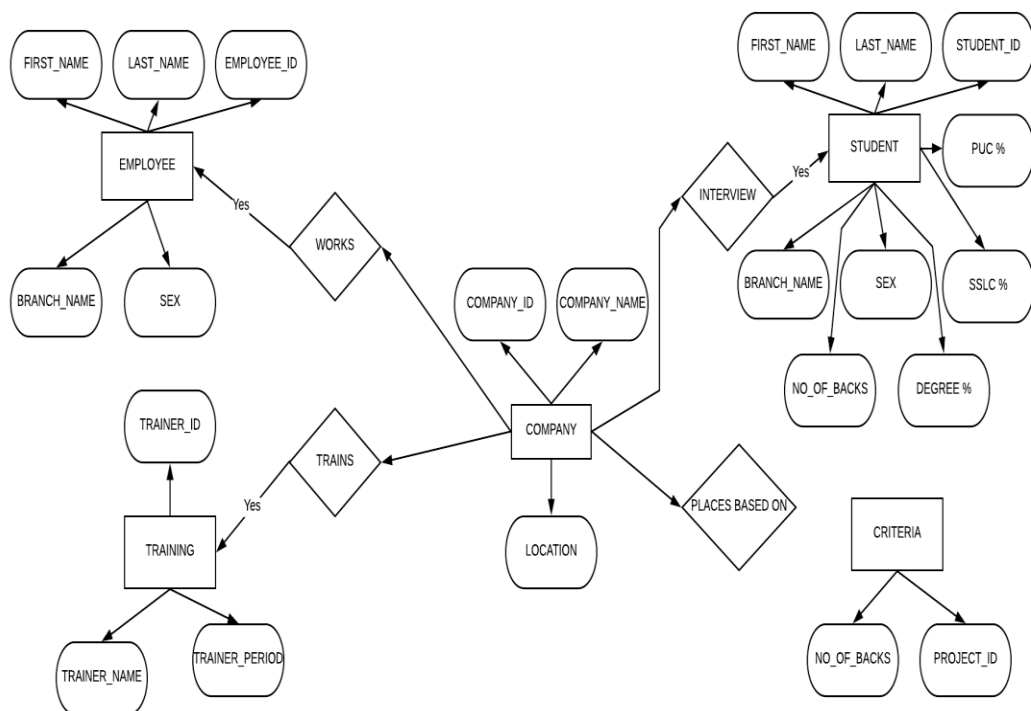 FIRST_NAME
LAST_NAME
EMPLOYEE_ID
EMPLOYEE
BRANCH_NAME
SEX
Yes
WORKS
FIRST_NAME
LAST_NAME
STUDENT_ID
STUDENT
PUC %
INTERVIEW
Yes
BRANCH_NAME
SEX
SSLC %
NO_OF_BACKS
DEGREE %
COMPANY_ID
COMPANY_NAME
COMPANY
LOCATION
TRAINER_ID
TRAINS
Yes
TRAINING
TRAINER_NAME
TRAINER_PERIOD
PLACES BASED ON
CRITERIA
NO_OF_BACKS
PROJECT_ID